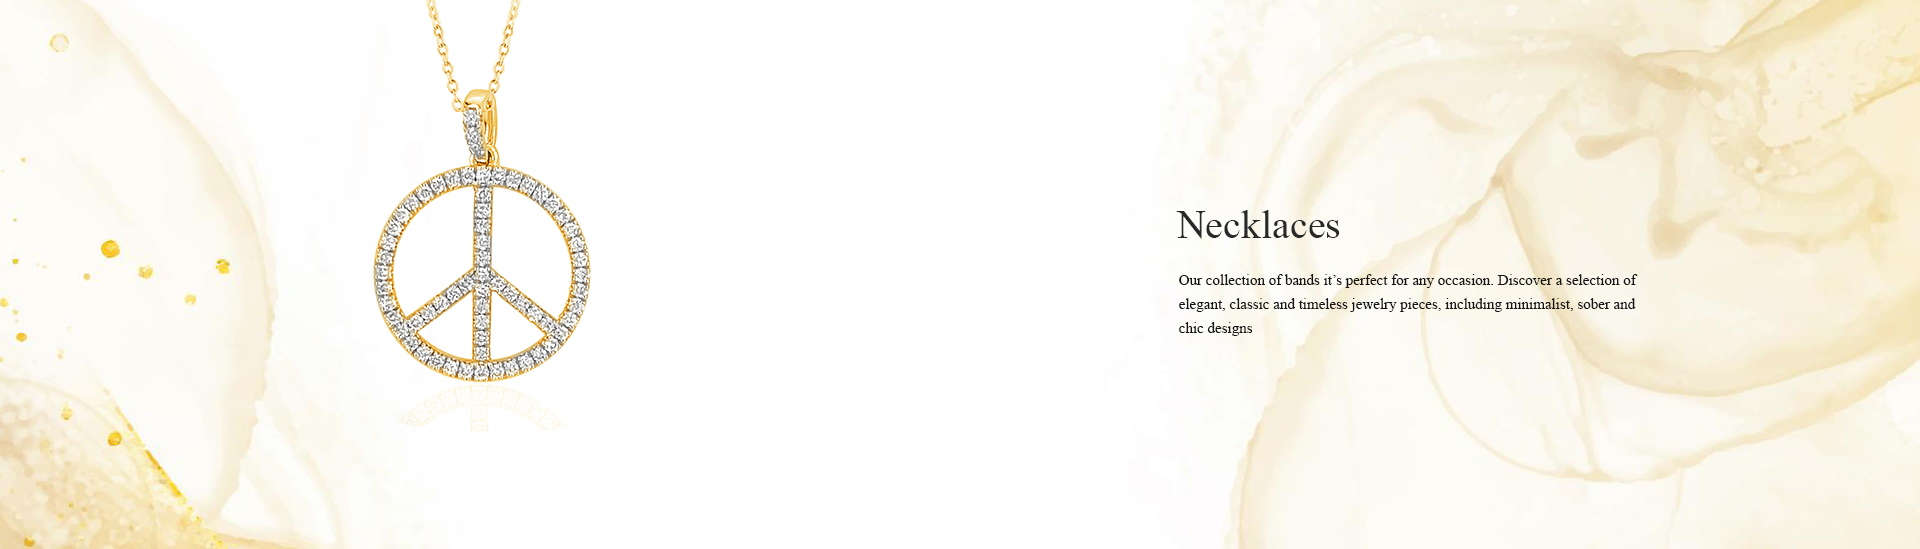 Necklaces
Our collection of bands it’s perfect for any occasion. Discover a selection of
elegant, classic and timeless jewelry pieces, including minimalist, sober and
chic designs